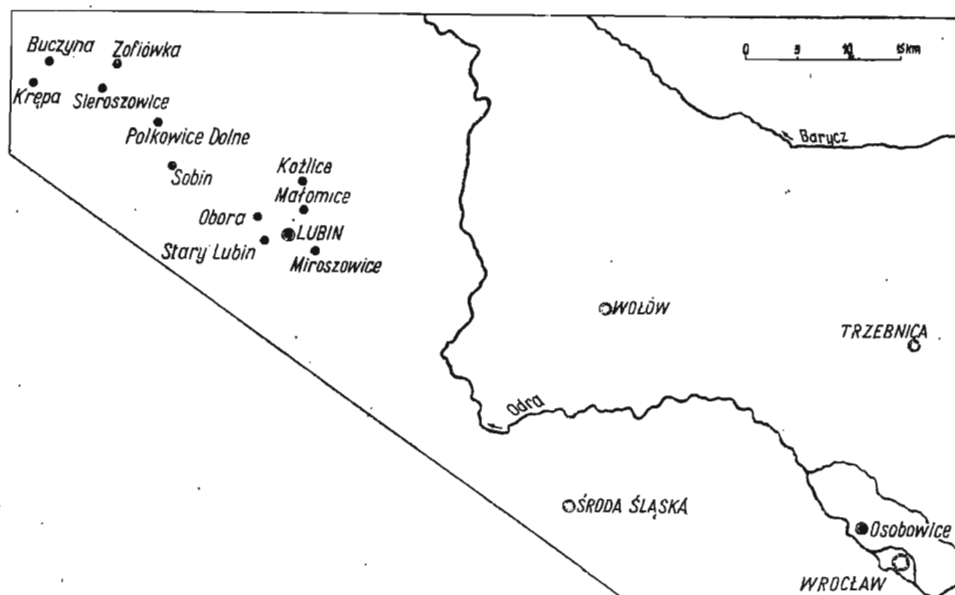 Buczyna
Zofiówka
0 5 10 15km
Krępa
Sieroszowice
Polkowice Dolne
Barycz
Sobin
Koźlice
Małomice
Obora
LUBIN
Stary Lubin
Miroszowice
WOŁÓW
TRZEBNICA
Odra
ŚRODA ŚLĄSKA
Osobowice
WROCŁAW